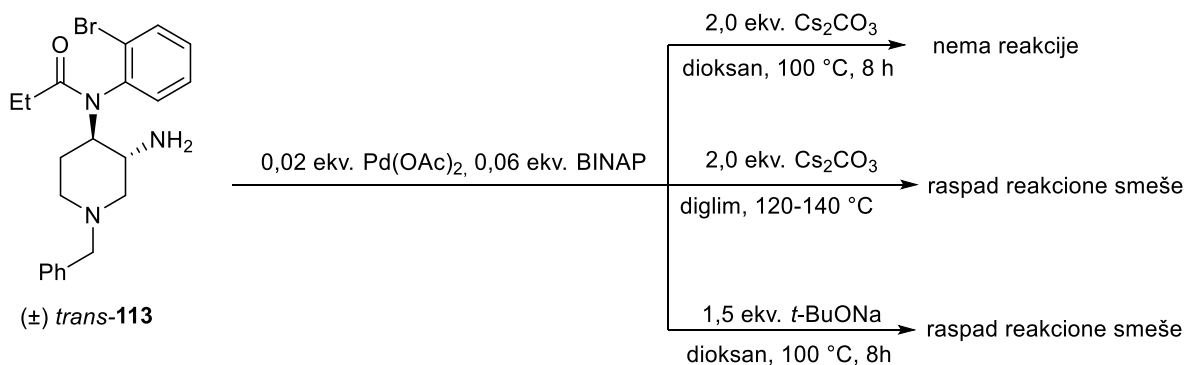 Br
O
Et
N
NH₂
N
Ph
(±) trans-113
0,02 ekv. Pd(OAc)₂, 0,06 ekv. BINAP
2,0 ekv. Cs₂CO₃
dioksan, 100 °C, 8 h
nema reakcije
2,0 ekv. Cs₂CO₃
diglim, 120-140 °C
raspad reakcione smeše
1,5 ekv. t-BuONa
dioksan, 100 °C, 8h
raspad reakcione smeše